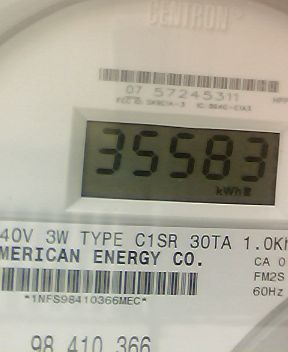 CENTRON
07 57245311
35583
kWh
40V 3W TYPE C1SR 30TA 1.0Kh
MERICAN ENERGY CO.
CA 0
FM2S
60Hz
*1NFS98410366MEC*
98 410 366